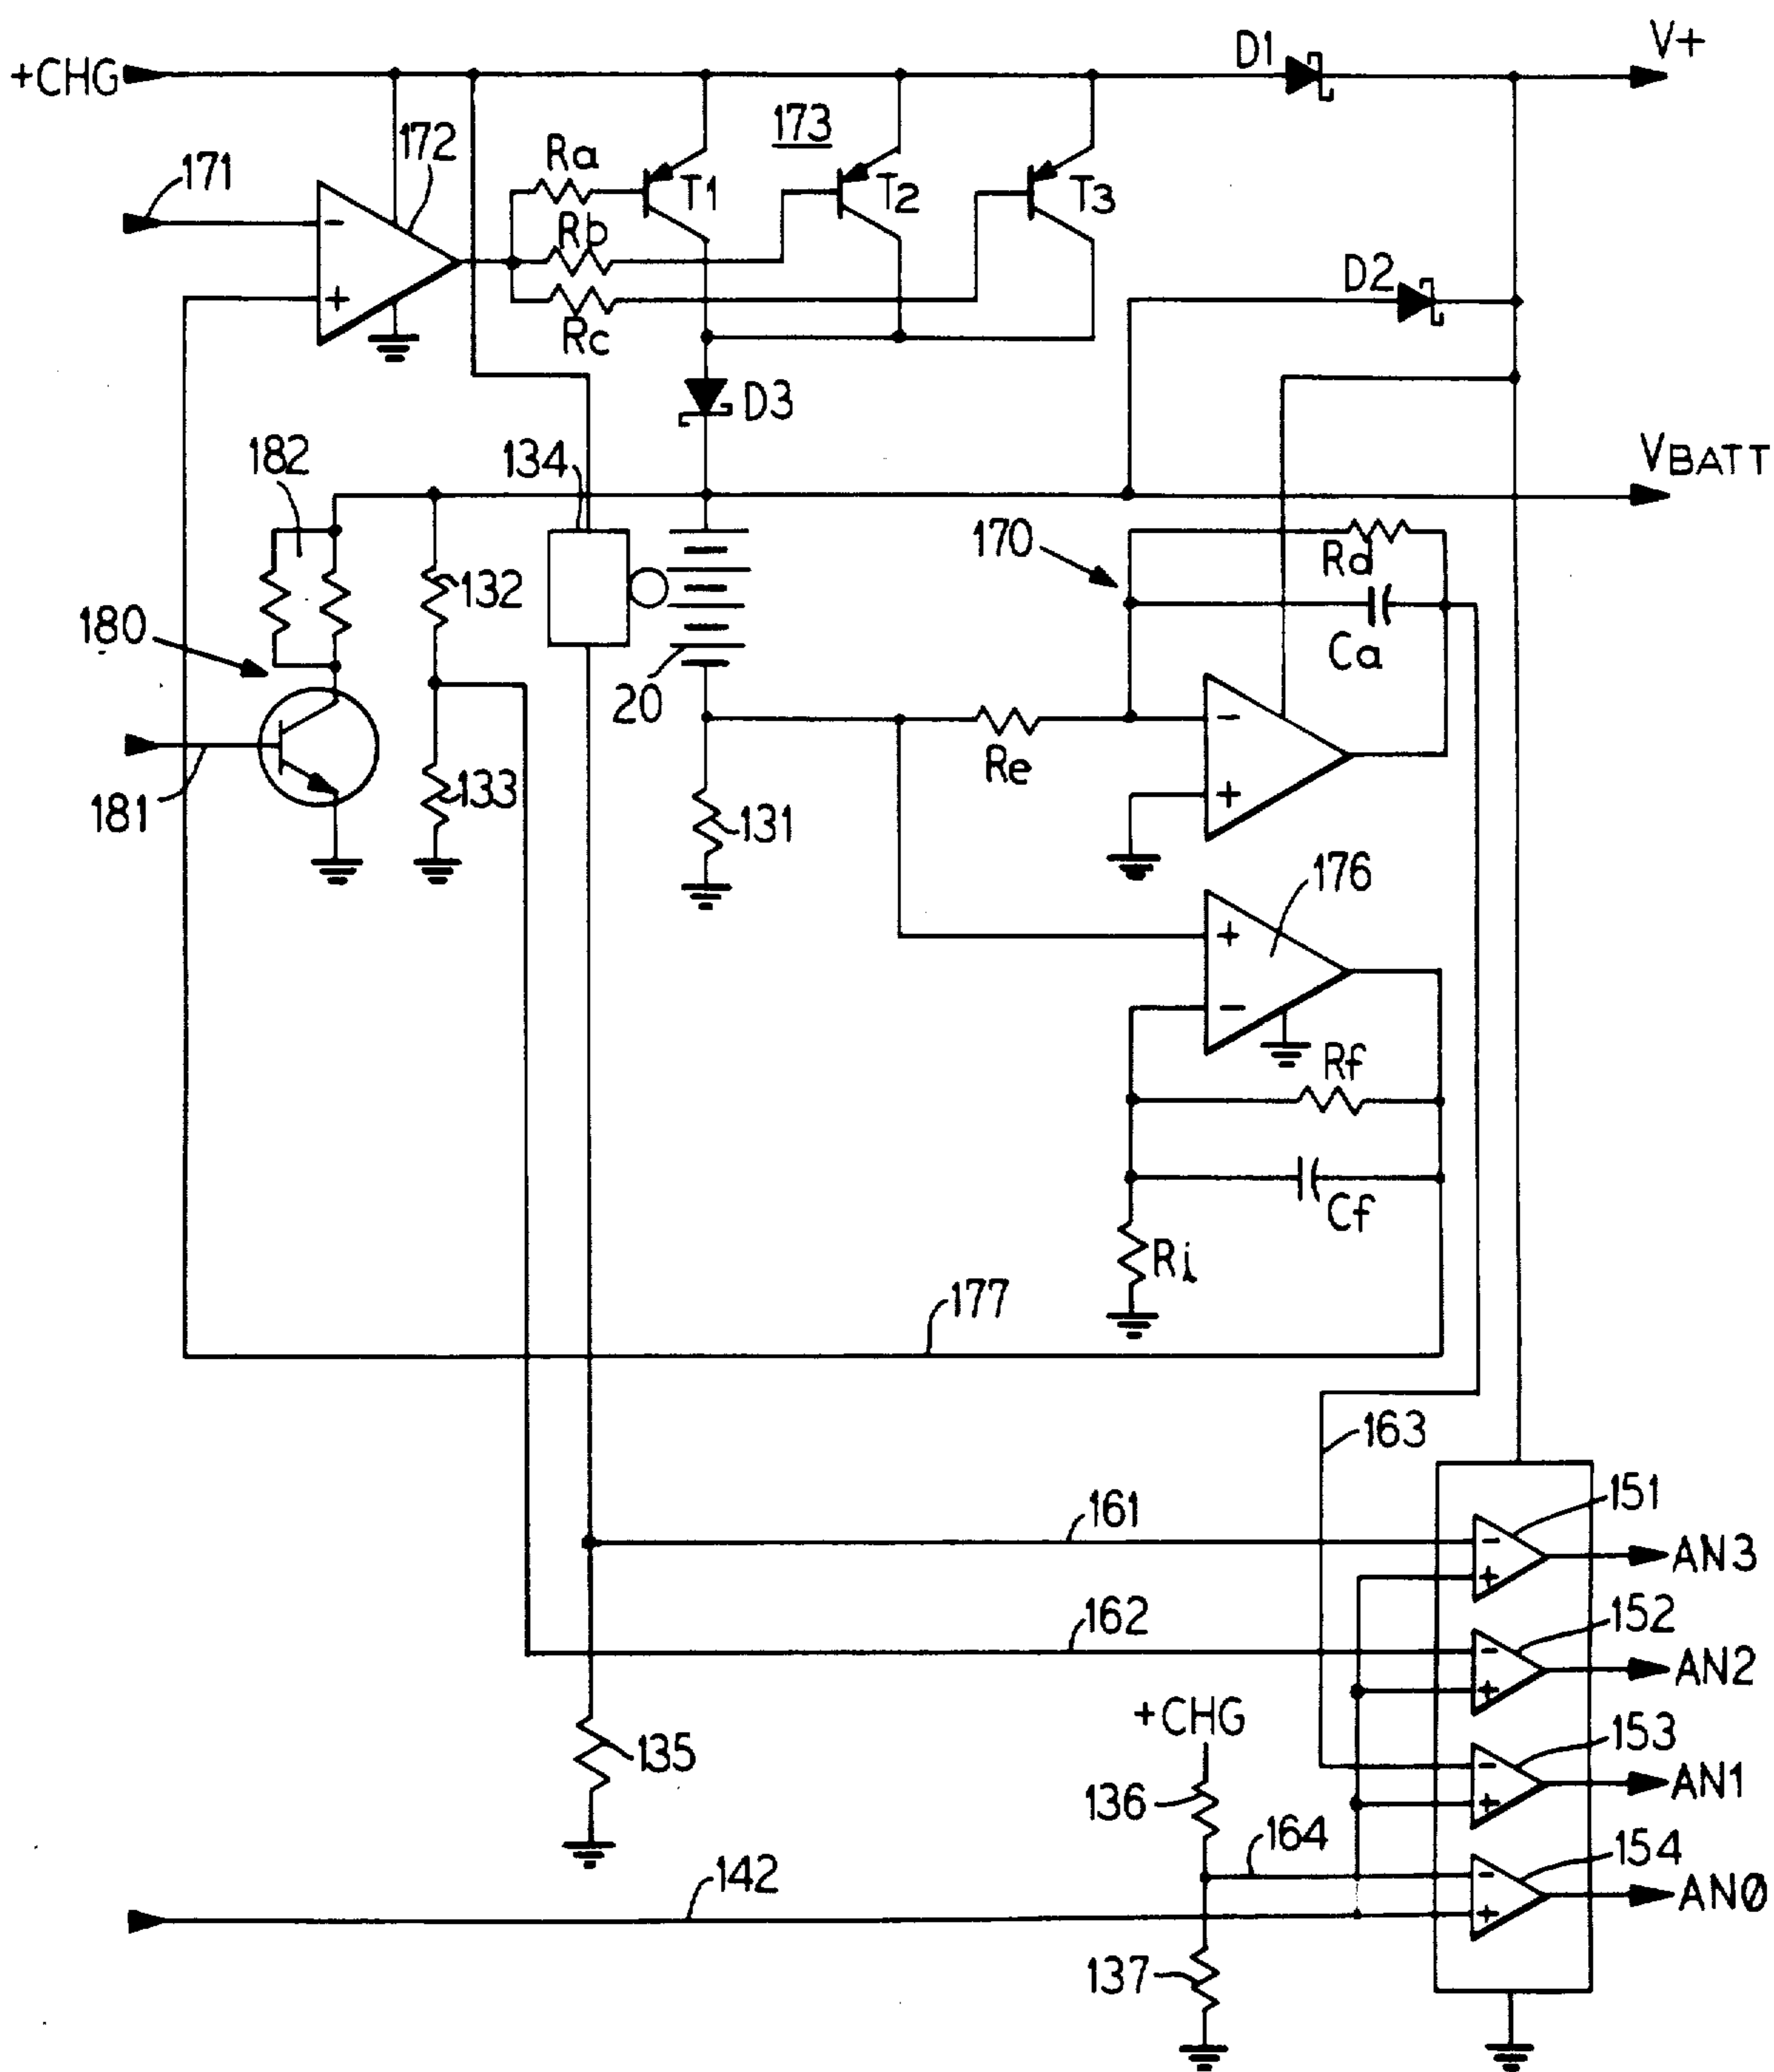 V+
D1
+CHG
173
172
171
Ra
T1
T2
T3
-
Rb
D2
+
Rc
D3
182
134
VBATT
170
Rd
132
180
Ca
20
-
Re
133
181
131
+
176
+
-
Rf
Cf
Ri
177
163
151
161
-
AN3
+
152
162
-
AN2
+
+CHG
153
135
-
AN1
136
+
164
154
142
-
AN0
+
137